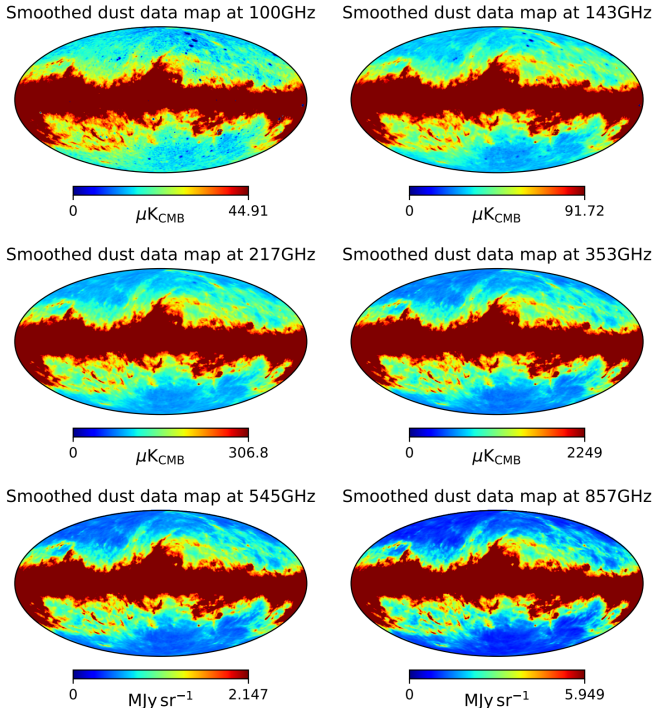 Smoothed dust data map at 100GHz
Smoothed dust data map at 143GHz
0 44.91
μK_CMB
0 91.72
μK_CMB
Smoothed dust data map at 217GHz
Smoothed dust data map at 353GHz
0 306.8
μK_CMB
0 2249
μK_CMB
Smoothed dust data map at 545GHz
Smoothed dust data map at 857GHz
0 2.147
MJy sr⁻¹
0 5.949
MJy sr⁻¹